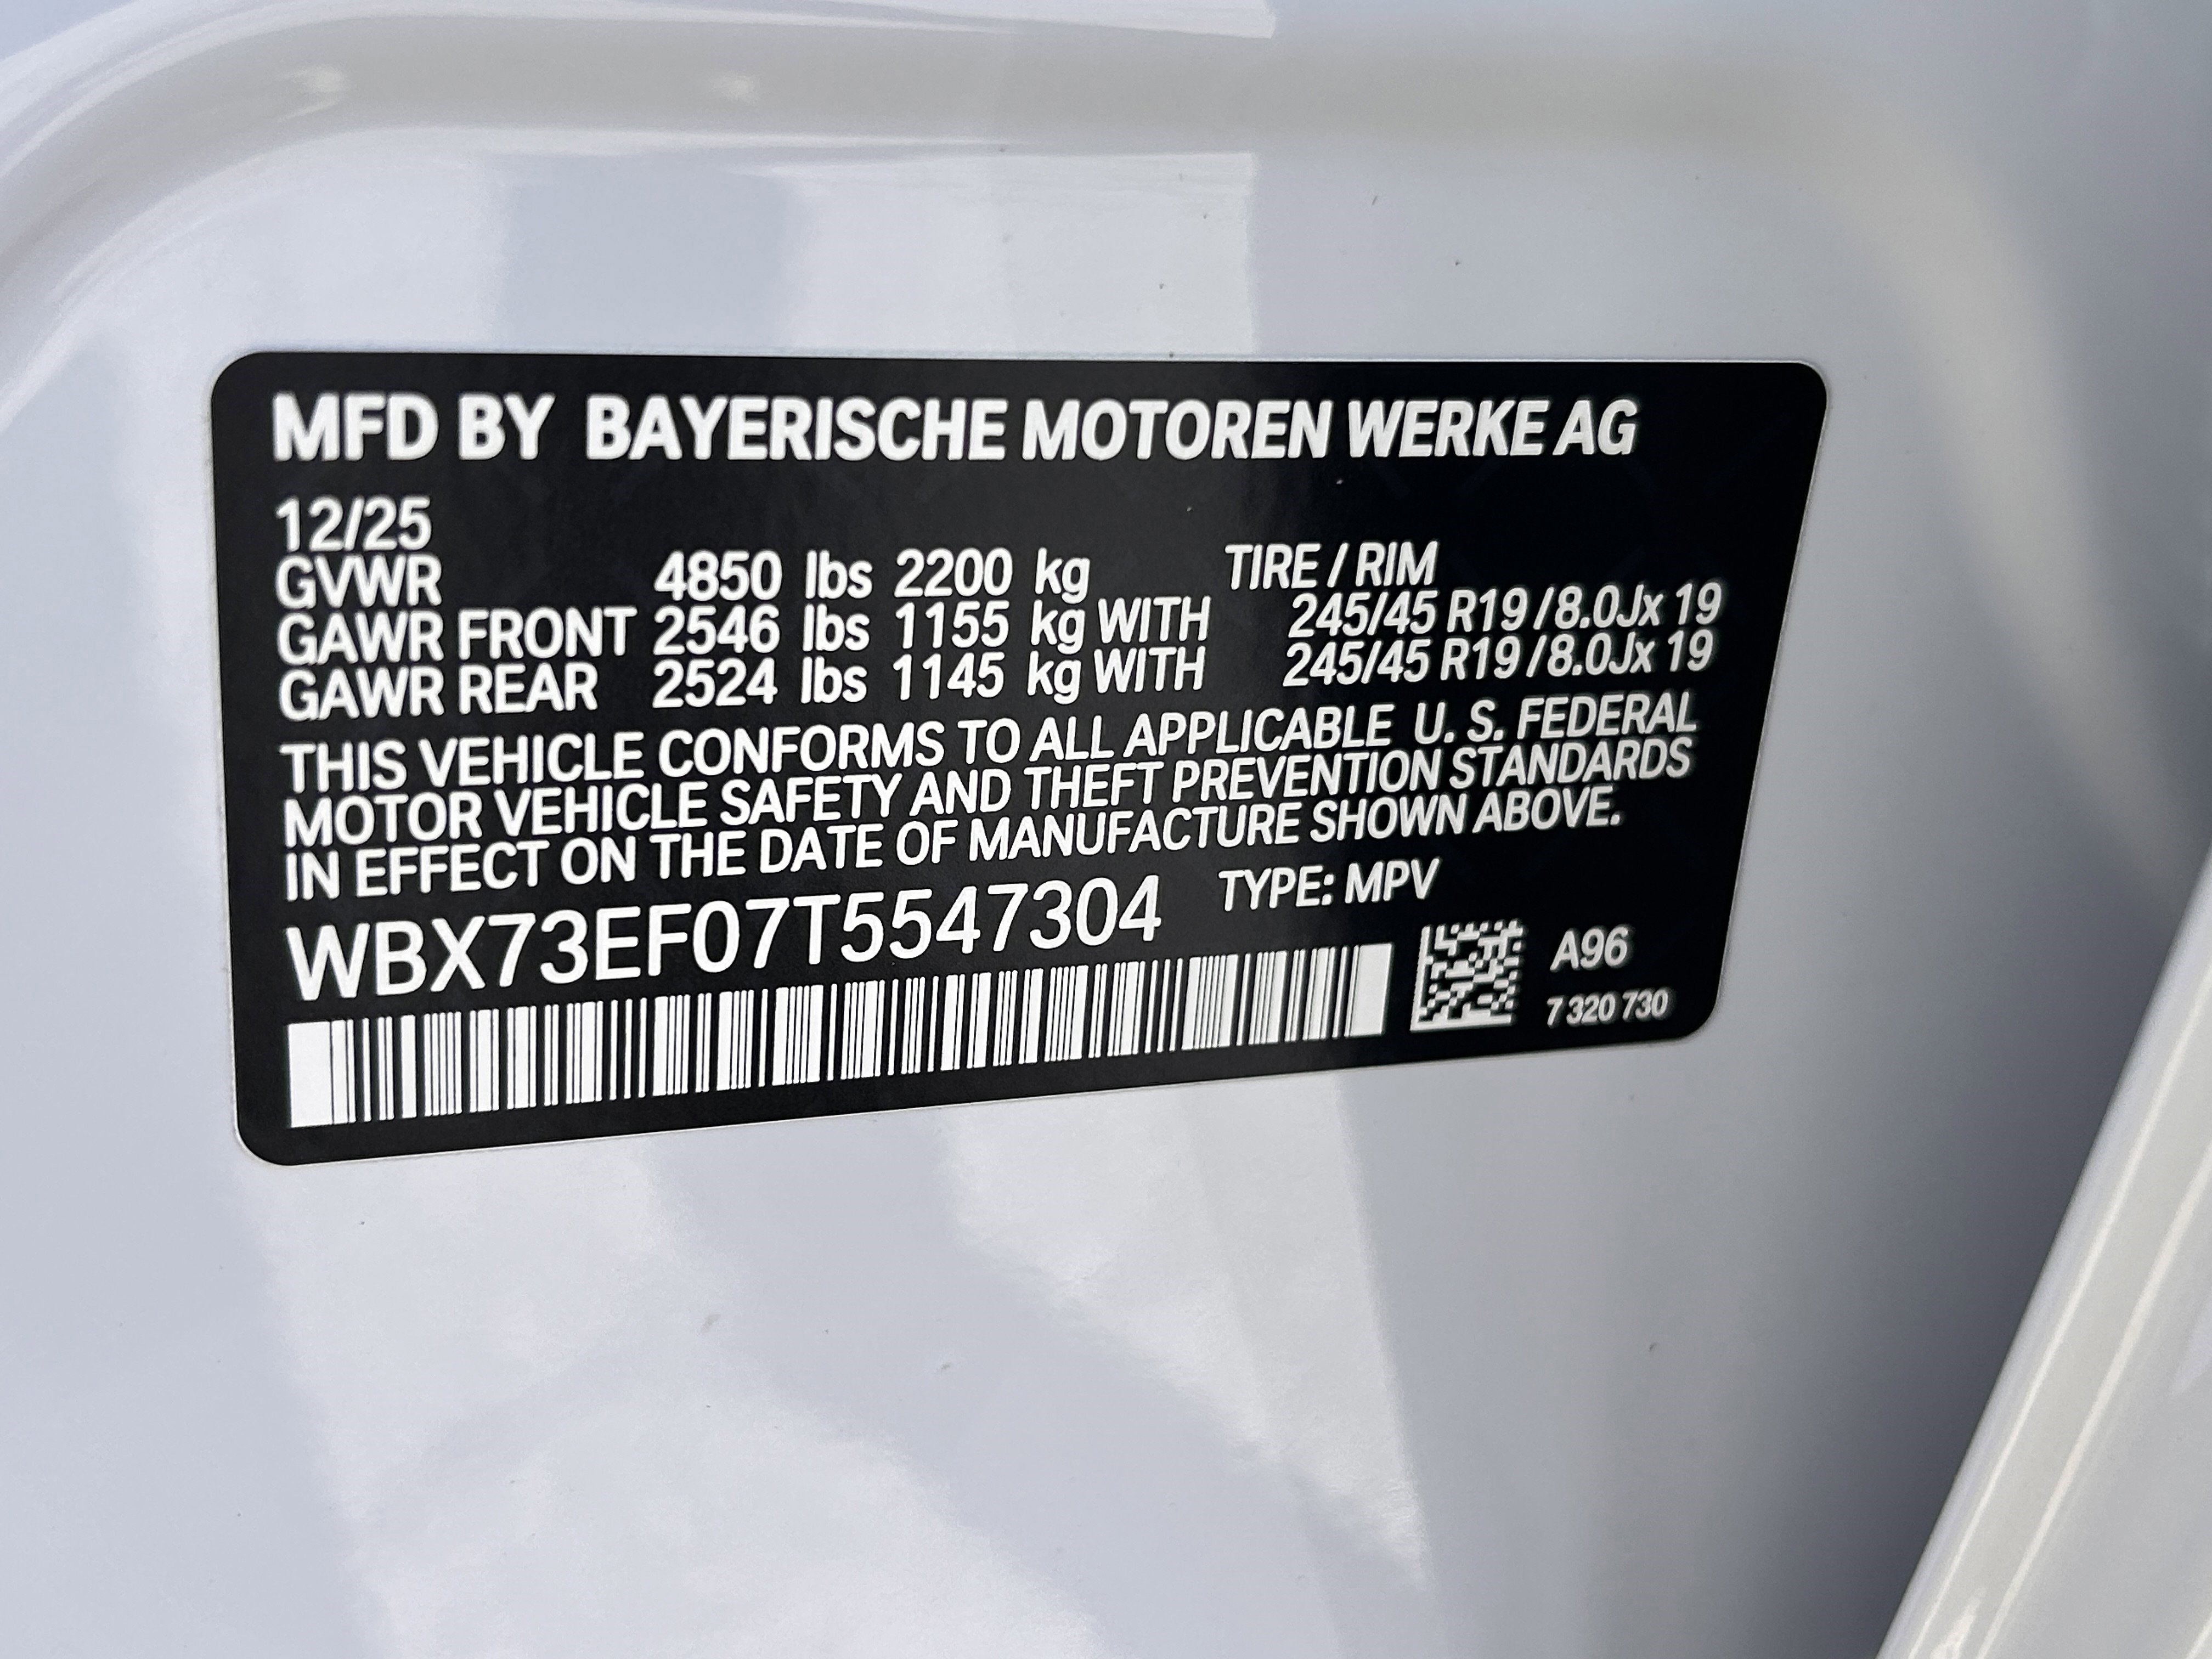 MFD BY BAYERISCHE MOTOREN WERKE AG
12/25
GVWR 4850 lbs 2200 kg TIRE / RIM
GAWR FRONT 2546 lbs 1155 kg WITH 245/45 R19 / 8.0Jx 19
GAWR REAR 2524 lbs 1145 kg WITH 245/45 R19 / 8.0Jx 19
THIS VEHICLE CONFORMS TO ALL APPLICABLE U. S. FEDERAL
MOTOR VEHICLE SAFETY AND THEFT PREVENTION STANDARDS
IN EFFECT ON THE DATE OF MANUFACTURE SHOWN ABOVE.
WBX73EF07T5547304 TYPE: MPV
A96
7 320 730